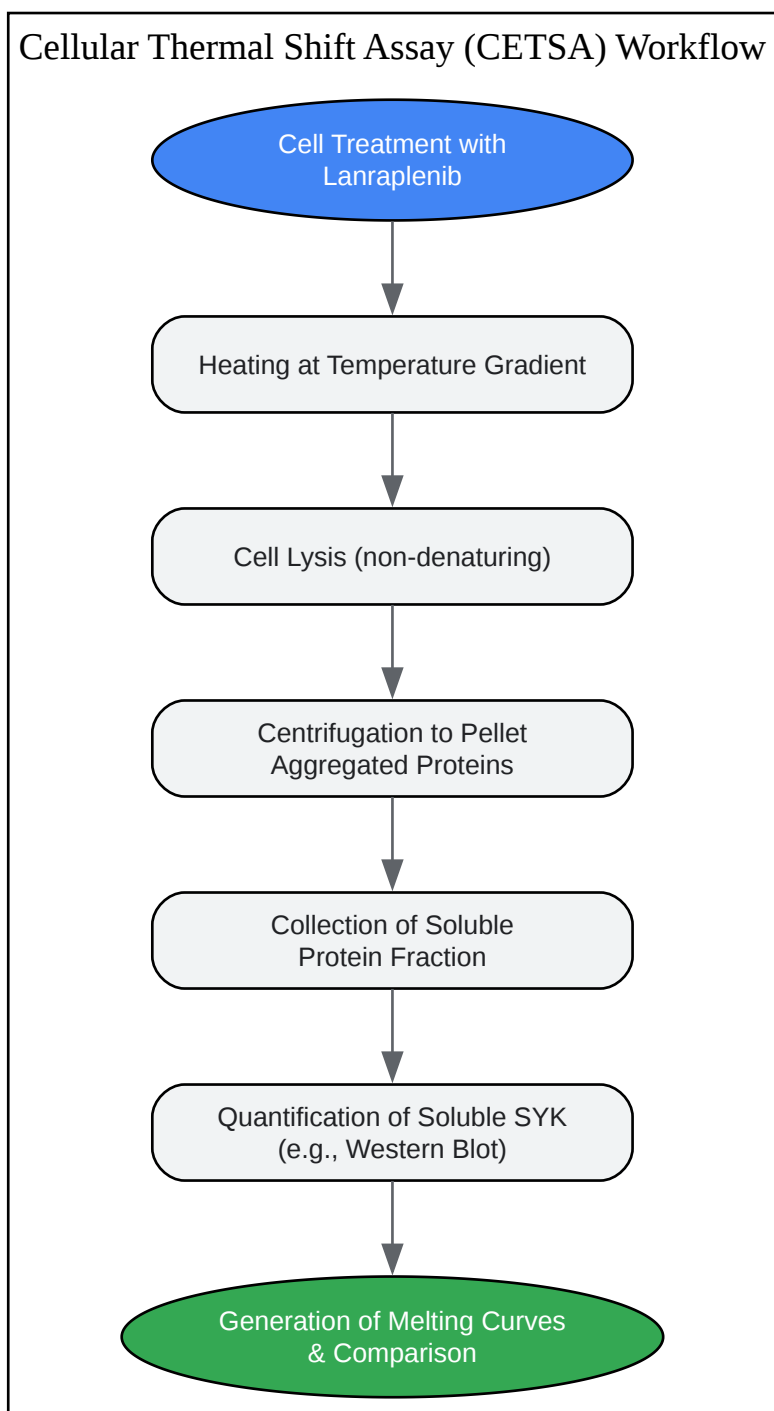 Cellular Thermal Shift Assay (CETSA) Workflow
Cell Treatment with
Lanraplenib
Heating at Temperature Gradient
Cell Lysis (non-denaturing)
Centrifugation to Pellet
Aggregated Proteins
Collection of Soluble
Protein Fraction
Quantification of Soluble SYK
(e.g., Western Blot)
Generation of Melting Curves
& Comparison